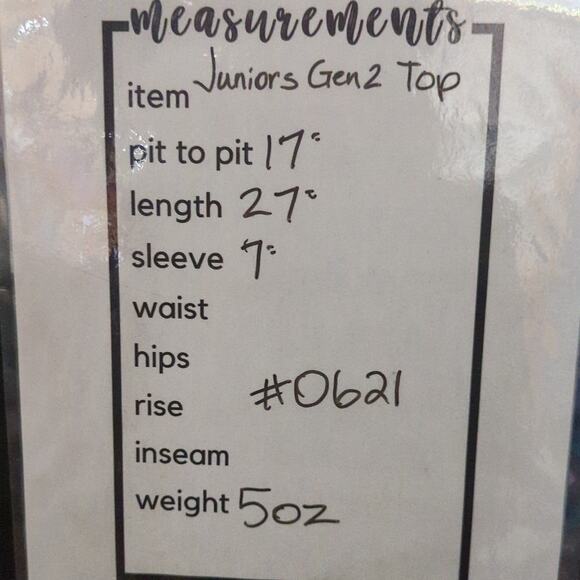 measurements
item Juniors Gen2 Top
pit to pit 17"
length 27"
sleeve 7"
waist
hips
rise #0621
inseam
weight 5oz